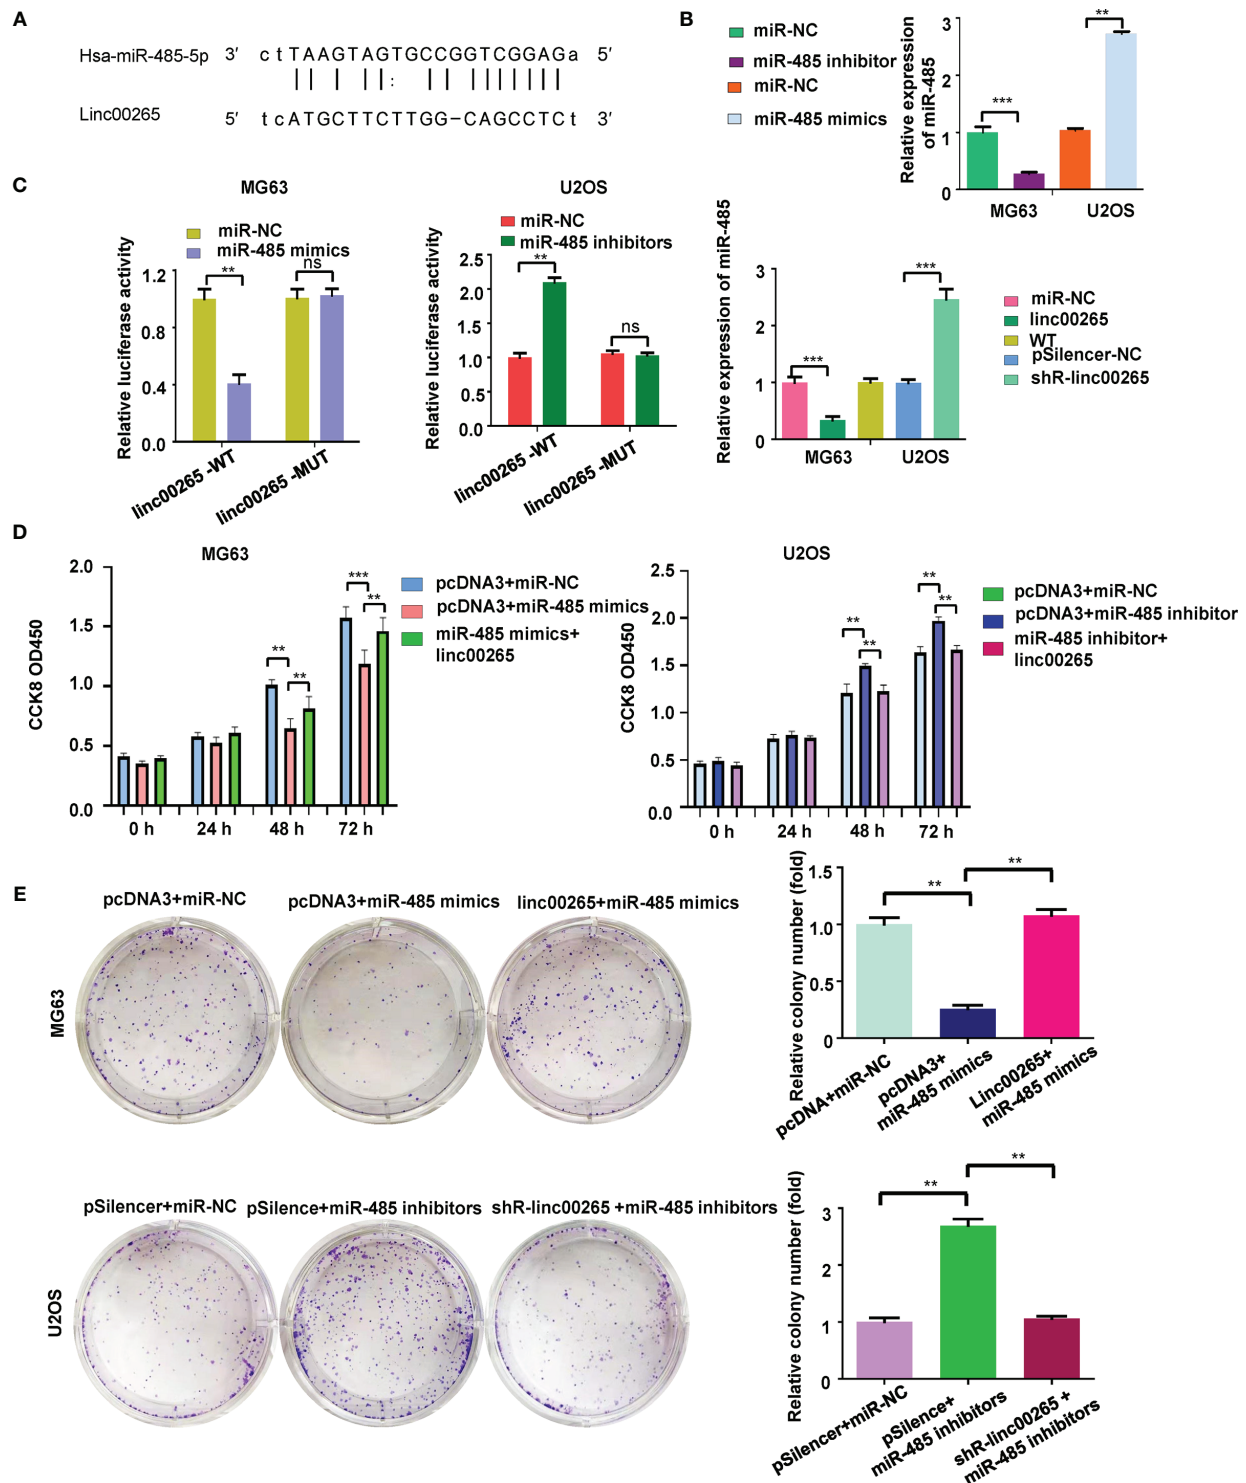 A
Hsa-miR-485-5p 3′ c t T A A G T A G T G C C G G T C G G A G a 5′
Linc00265 5′ t c A T G C T T C T T G G – C A G C C T C t 3′
B
miR-NC
miR-485 inhibitor
miR-NC
miR-485 mimics
Relative expression
of miR-485
3
2
1
0
***
**
MG63 U2OS
Relative expression of miR-485
3
2
1
0
***
***
MG63 U2OS
miR-NC
linc00265
WT
pSilencer-NC
shR-linc00265
C
MG63
miR-NC
miR-485 mimics
Relative luciferase activity
1.2
0.8
0.4
0.0
**
ns
linc00265 -WT
linc00265 -MUT
U2OS
miR-NC
miR-485 inhibitors
Relative luciferase activity
2.5
2.0
1.5
1.0
0.5
0.0
**
ns
linc00265 -WT
linc00265 -MUT
D
MG63
CCK8 OD450
2.0
1.5
1.0
0.5
0.0
**
**
***
**
0 h 24 h 48 h 72 h
pcDNA3+miR-NC
pcDNA3+miR-485 mimics
miR-485 mimics+
linc00265
U2OS
CCK8 OD450
2.5
2.0
1.5
1.0
0.5
0.0
**
**
**
**
0 h 24 h 48 h 72 h
pcDNA3+miR-NC
pcDNA3+miR-485 inhibitor
miR-485 inhibitor+
linc00265
E
pcDNA3+miR-NC pcDNA3+miR-485 mimics linc00265+miR-485 mimics
MG63
Relative colony number (fold)
1.5
1.0
0.5
0
**
**
pcDNA+miR-NC
pcDNA3+
miR-485 mimics
Linc00265+
miR-485 mimics
pSilencer+miR-NC pSilence+miR-485 inhibitors shR-linc00265 +miR-485 inhibitors
U2OS
Relative colony number (fold)
3
2
1
0
**
**
pSilencer+miR-NC
pSilence+
miR-485 inhibitors
shR-linc00265 +
miR-485 inhibitors